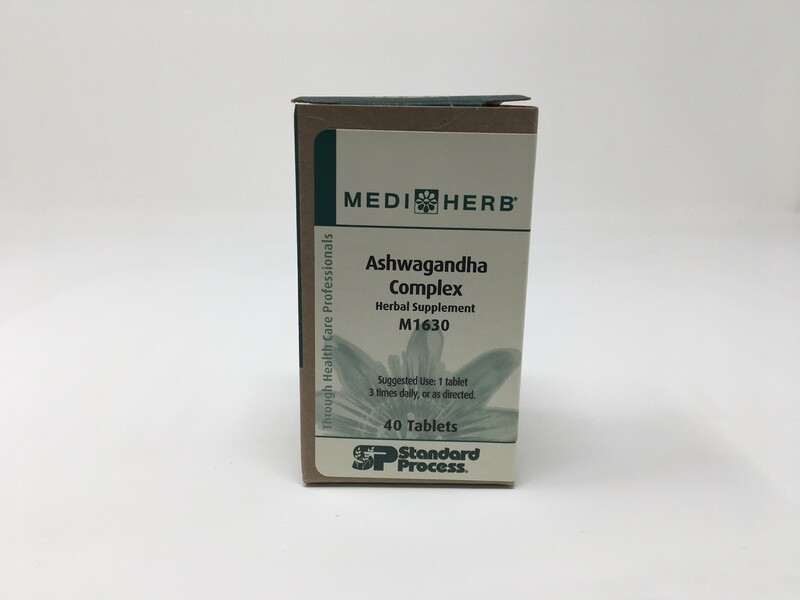 MEDI HERB®
Through Health Care Professionals
Ashwagandha
Complex
Herbal Supplement
M1630
Suggested Use: 1 tablet
3 times daily, or as directed.
40 Tablets
SP Standard
Process®